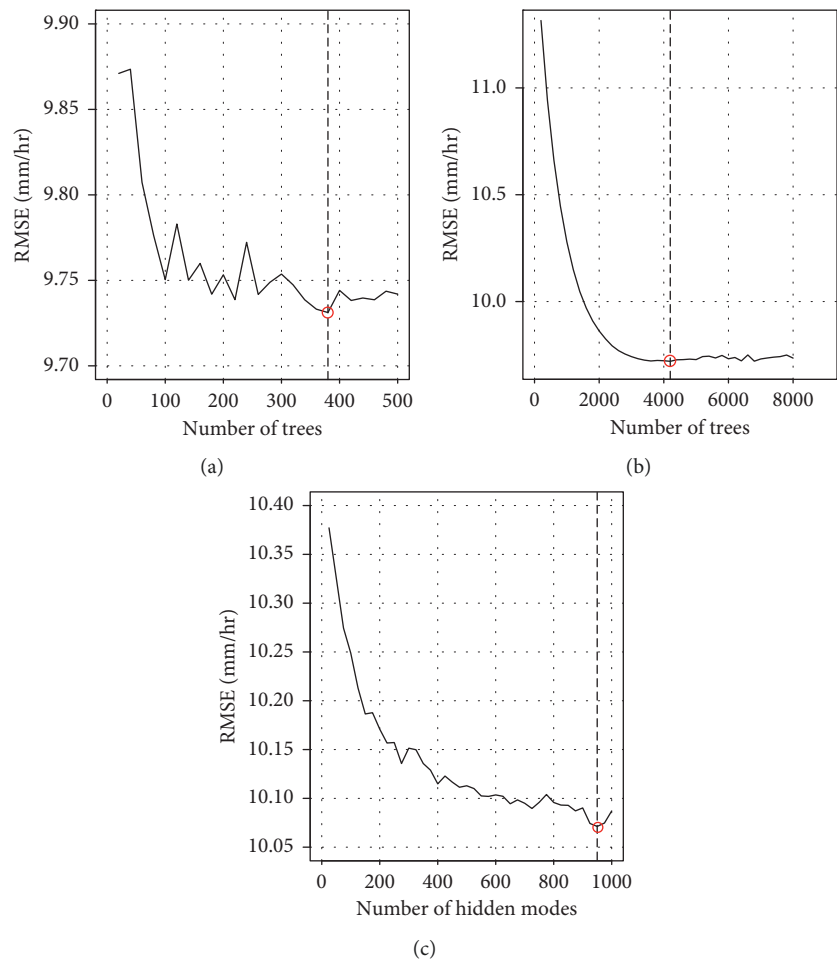 9.90
9.85
9.80
9.75
9.70
RMSE (mm/hr)
0 100 200 300 400 500
Number of trees
(a)
11.0
10.5
10.0
RMSE (mm/hr)
0 2000 4000 6000 8000
Number of trees
(b)
10.40
10.35
10.30
10.25
10.20
10.15
10.10
10.05
RMSE (mm/hr)
0 200 400 600 800 1000
Number of hidden modes
(c)